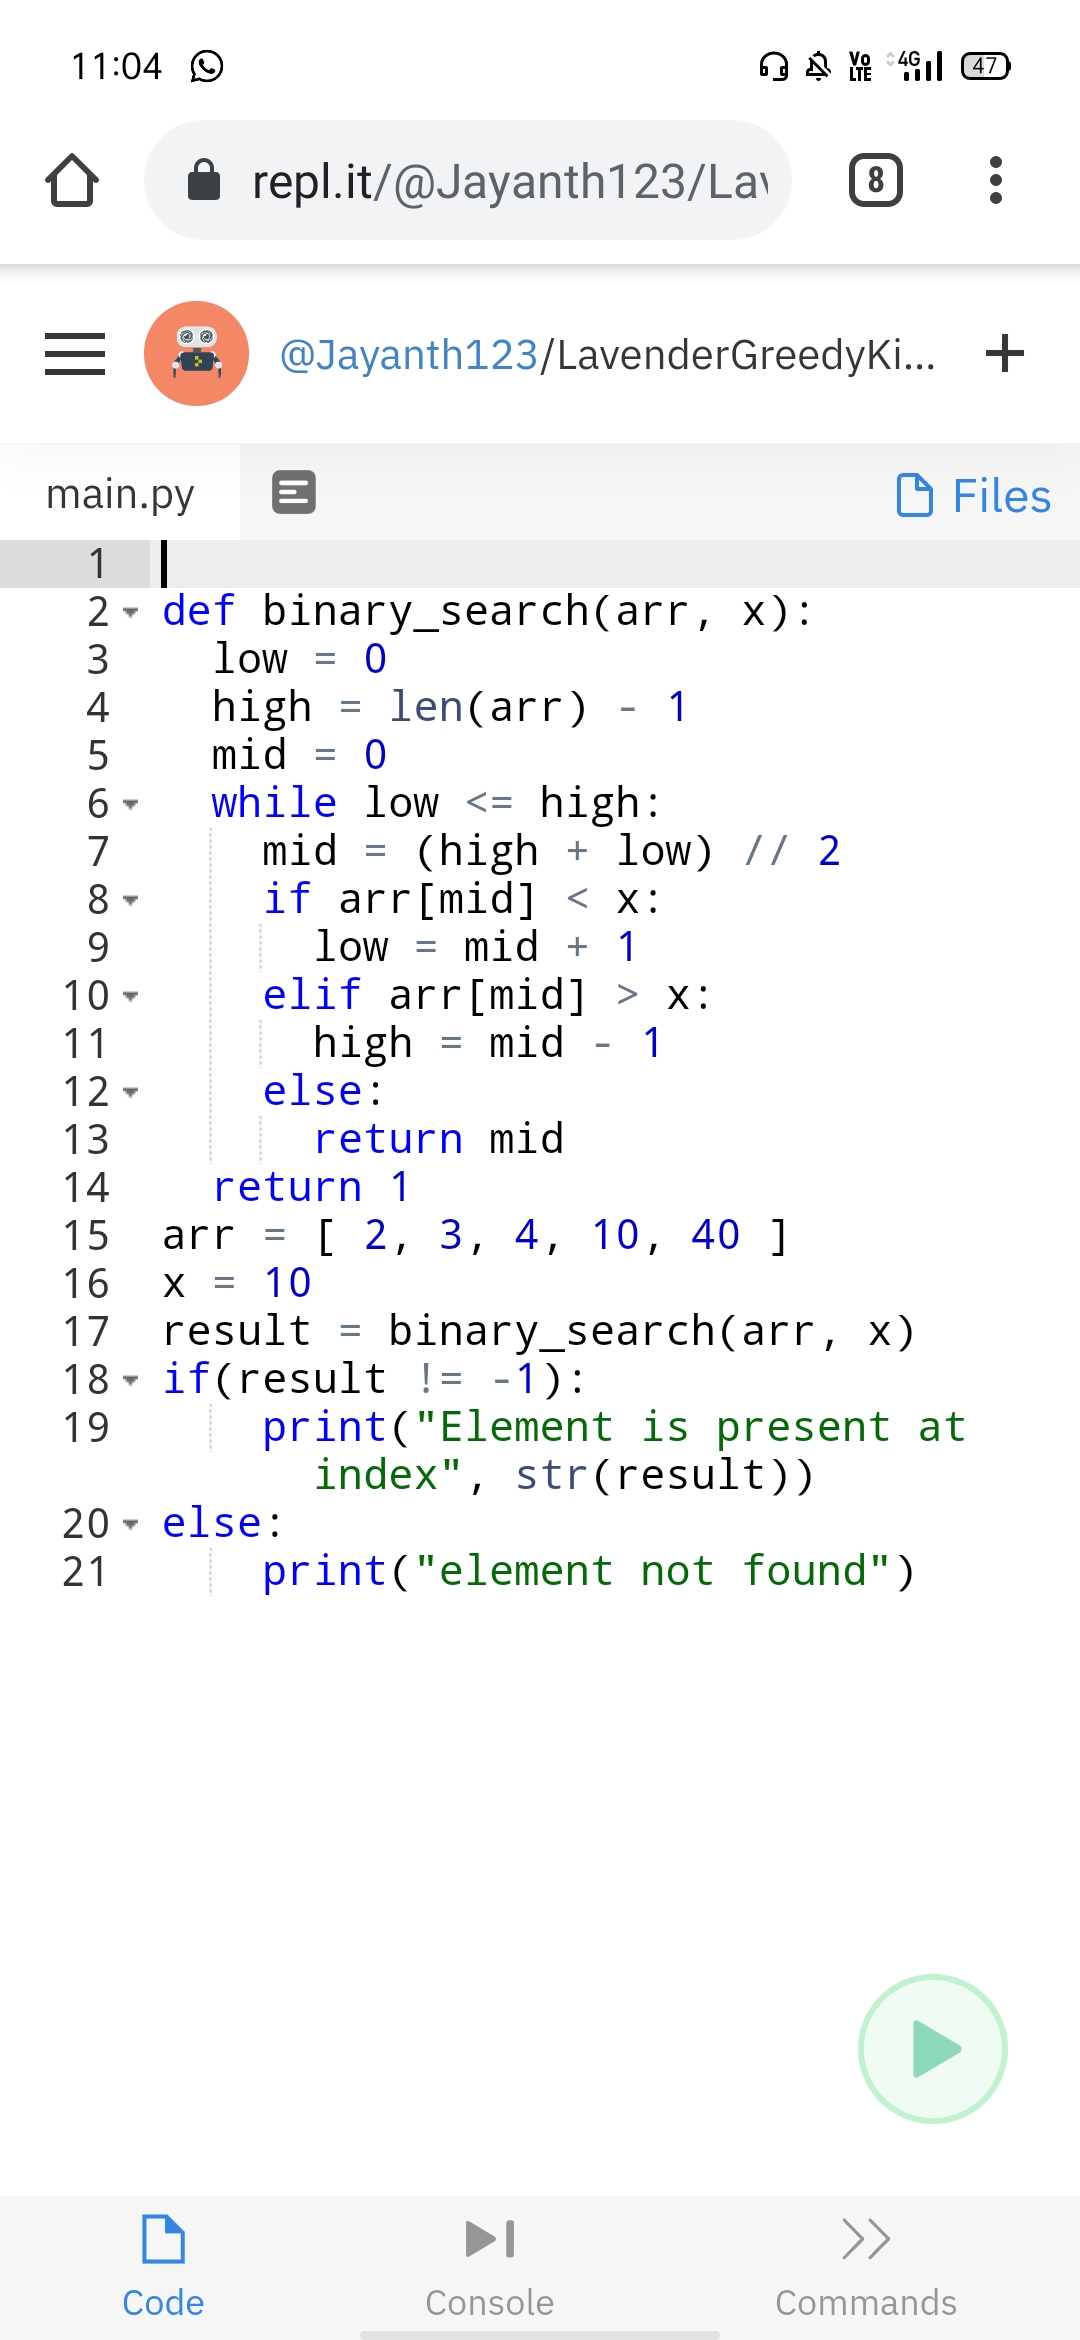 11:04 Vo LTE 4G 47
repl.it/@Jayanth123/Lav 8
@Jayanth123/LavenderGreedyKi... +
main.py Files
1
2 def binary_search(arr, x):
3 low = 0
4 high = len(arr) - 1
5 mid = 0
6 while low <= high:
7 mid = (high + low) // 2
8 if arr[mid] < x:
9 low = mid + 1
10 elif arr[mid] > x:
11 high = mid - 1
12 else:
13 return mid
14 return 1
15 arr = [ 2, 3, 4, 10, 40 ]
16 x = 10
17 result = binary_search(arr, x)
18 if(result != -1):
19 print("Element is present at
index", str(result))
20 else:
21 print("element not found")
Code Console Commands